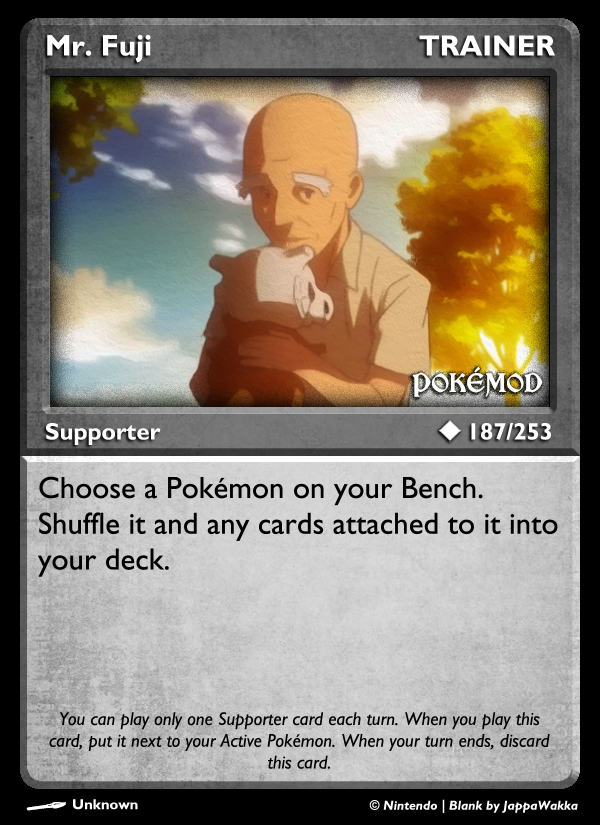 Mr. Fuji TRAINER
POKÉMOD
Supporter 187/253
Choose a Pokémon on your Bench.
Shuffle it and any cards attached to it into
your deck.
You can play only one Supporter card each turn. When you play this
card, put it next to your Active Pokémon. When your turn ends, discard
this card.
Unknown © Nintendo | Blank by JappaWakka